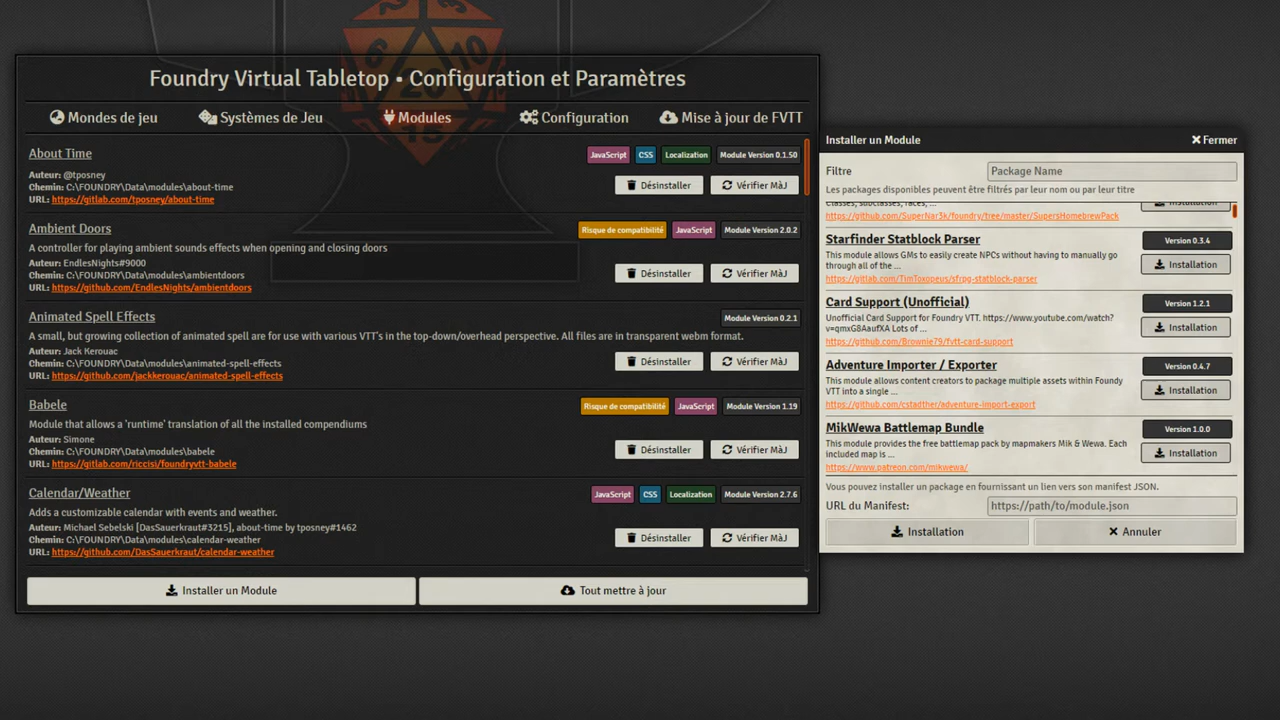 Foundry Virtual Tabletop • Configuration et Paramètres
Mondes de jeu
Systèmes de Jeu
Modules
Configuration
Mise à jour de FVTT
About Time
JavaScript
CSS
Localization
Module Version 0.1.50
Auteur: @tposney
Chemin: C:\FOUNDRY\Data\modules\about-time
URL: https://gitlab.com/tposney/about-time
Désinstaller
Vérifier MàJ
Ambient Doors
Risque de compatibilité
JavaScript
Module Version 2.0.2
A controller for playing ambient sounds effects when opening and closing doors
Auteur: EndlesNights#9000
Chemin: C:\FOUNDRY\Data\modules\ambientdoors
URL: https://github.com/EndlesNights/ambientdoors
Désinstaller
Vérifier MàJ
Animated Spell Effects
Module Version 0.2.1
A small, but growing collection of animated spell are for use with various VTT's in the top-down/overhead perspective. All files are in transparent webm format.
Auteur: Jack Kerouac
Chemin: C:\FOUNDRY\Data\modules\animated-spell-effects
URL: https://github.com/jackkerouac/animated-spell-effects
Désinstaller
Vérifier MàJ
Babele
Risque de compatibilité
JavaScript
Module Version 1.19
Module that allows a 'runtime' translation of all the installed compendiums
Auteur: Simone
Chemin: C:\FOUNDRY\Data\modules\babele
URL: https://gitlab.com/riccisi/foundryvtt-babele
Désinstaller
Vérifier MàJ
Calendar/Weather
JavaScript
CSS
Localization
Module Version 2.7.6
Adds a customizable calendar with events and weather.
Auteur: Michael Sebelski [DasSauerkraut#3215], about-time by tposney#1462
Chemin: C:\FOUNDRY\Data\modules\calendar-weather
URL: https://github.com/DasSauerkraut/calendar-weather
Désinstaller
Vérifier MàJ
Installer un Module
Tout mettre à jour
Installer un Module
Fermer
Filtre
Package Name
Les packages disponibles peuvent être filtrés par leur nom ou par leur titre
Classes, subclasses, races, ...
Installation
https://github.com/SuperNar3k/foundry/tree/master/SupersHomebrewPack
Starfinder Statblock Parser
Version 0.3.4
This module allows GMs to easily create NPCs without having to manually go
through all of the ...
Installation
https://gitlab.com/TimToxopeus/sfrpg-statblock-parser
Card Support (Unofficial)
Version 1.2.1
Unofficial Card Support for Foundry VTT. https://www.youtube.com/watch?
v=qmxG8AaufXA Lots of ...
Installation
https://github.com/Brownie79/fvtt-card-support
Adventure Importer / Exporter
Version 0.4.7
This module allows content creators to package multiple assets within Foundy
VTT into a single ...
Installation
https://github.com/cstadther/adventure-import-export
MikWewa Battlemap Bundle
Version 1.0.0
This module provides the free battlemap pack by mapmakers Mik & Wewa. Each
included map is ...
Installation
https://www.patreon.com/mikwewa/
Vous pouvez installer un package en fournissant un lien vers son manifest JSON.
URL du Manifest:
https://path/to/module.json
Installation
Annuler
6
10
20
15